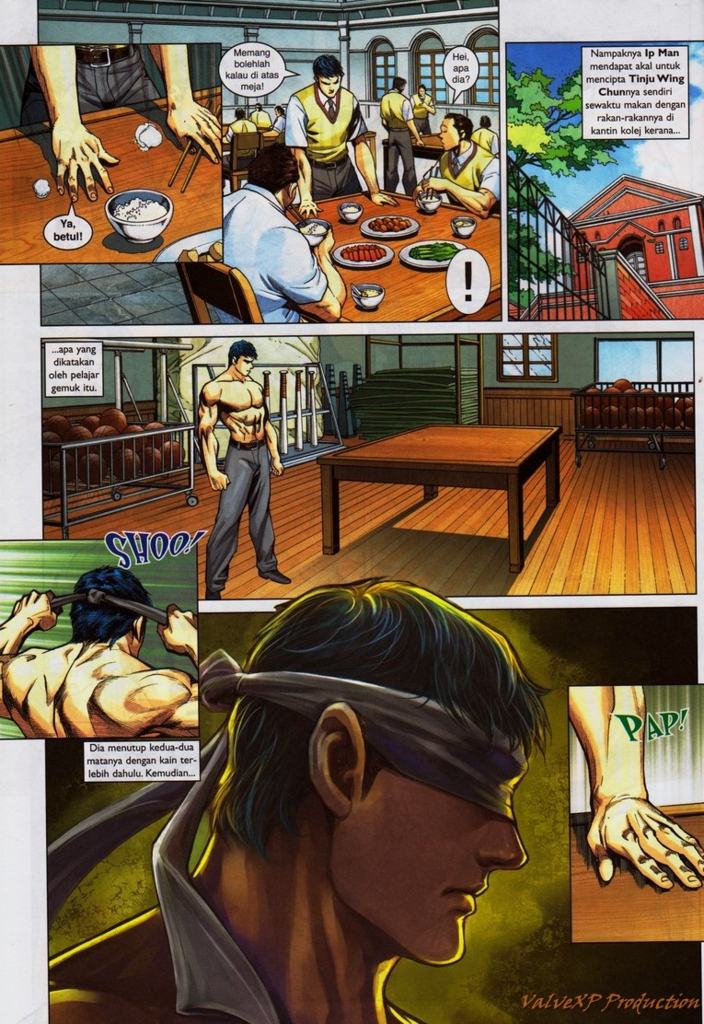 Ya,
betul!
Memang
bolehlah
kalau di atas
meja!
Hei,
apa
dia?
!
Nampaknya Ip Man
mendapat akal untuk
mencipta Tinju Wing
Chunnya sendiri
sewaktu makan dengan
rakan-rakannya di
kantin kolej kerana...
...apa yang
dikatakan
oleh pelajar
gemuk itu.
SHOO!
Dia menutup kedua-dua
matanya dengan kain ter-
lebih dahulu. Kemudian...
PAP!
ValveXP Production